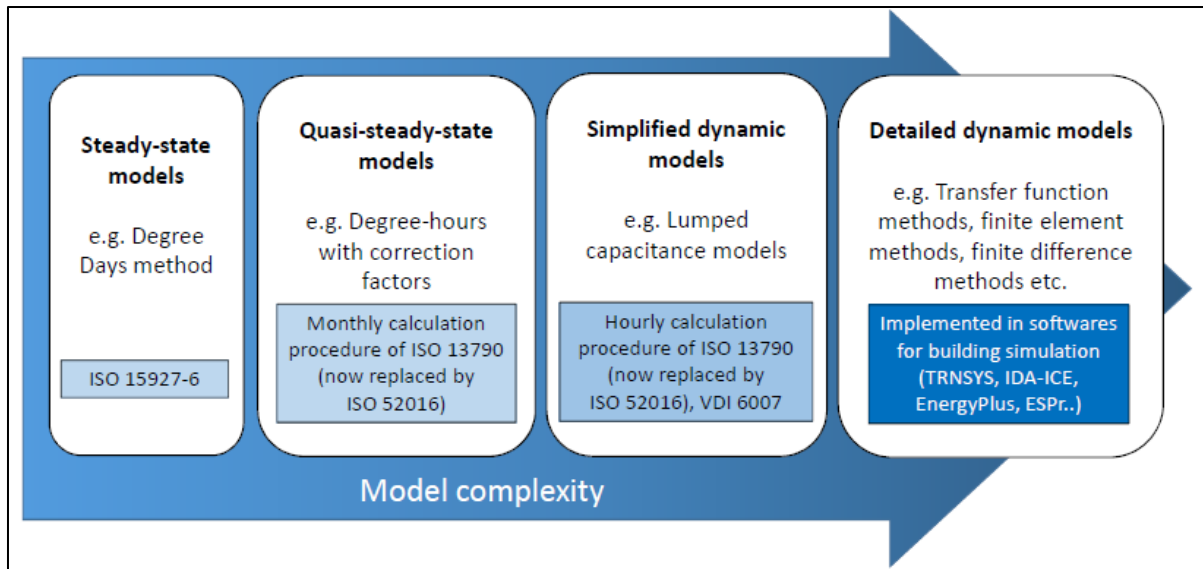 Steady-state
models
e.g. Degree
Days method
ISO 15927-6
Quasi-steady-state
models
e.g. Degree-hours
with correction
factors
Monthly calculation
procedure of ISO 13790
(now replaced by
ISO 52016)
Simplified dynamic
models
e.g. Lumped
capacitance models
Hourly calculation
procedure of ISO 13790
(now replaced by
ISO 52016), VDI 6007
Detailed dynamic models
e.g. Transfer function
methods, finite element
methods, finite difference
methods etc.
Implemented in softwares
for building simulation
(TRNSYS, IDA-ICE,
EnergyPlus, ESPr..)
Model complexity